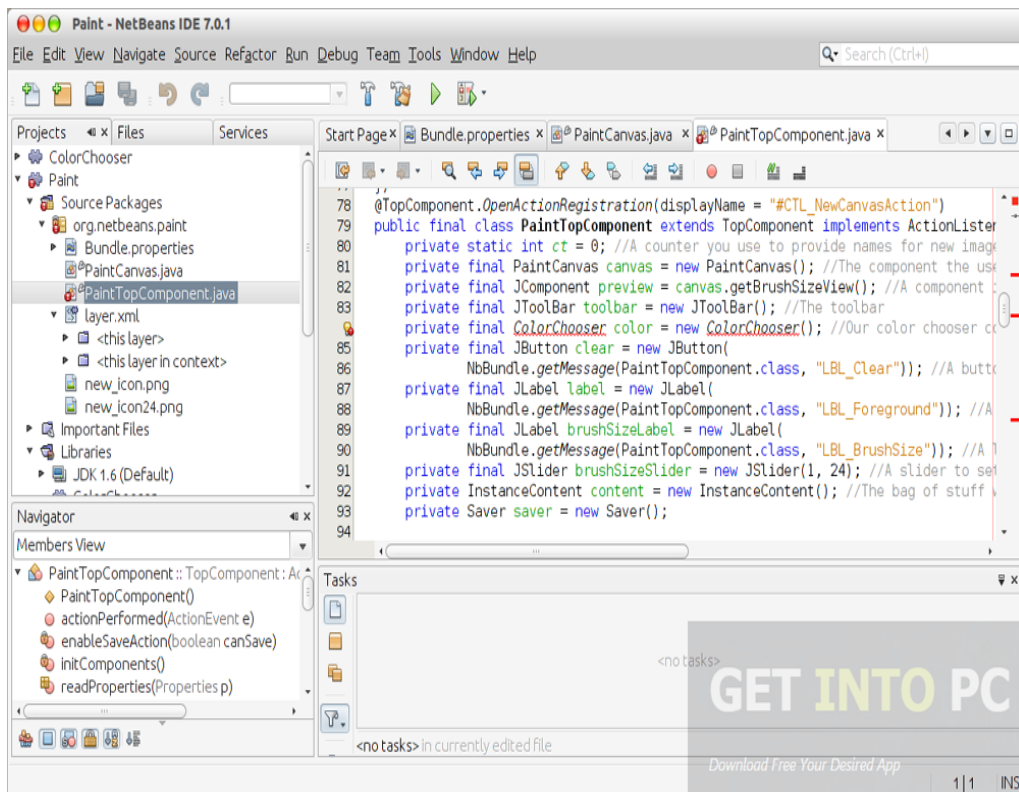 Paint - NetBeans IDE 7.0.1
File Edit View Navigate Source Refactor Run Debug Team Tools Window Help
Search (Ctrl+I)
Projects Files Services
ColorChooser
Paint
Source Packages
org.netbeans.paint
Bundle.properties
PaintCanvas.java
PaintTopComponent.java
layer.xml
<this layer>
<this layer in context>
new_icon.png
new_icon24.png
Important Files
Libraries
JDK 1.6 (Default)
Start Page Bundle.properties PaintCanvas.java PaintTopComponent.java
78 @TopComponent.OpenActionRegistration(displayName = "#CTL_NewCanvasAction")
79 public final class PaintTopComponent extends TopComponent implements ActionListen
80 private static int ct = 0; //A counter you use to provide names for new imag
81 private final PaintCanvas canvas = new PaintCanvas(); //The component the use
82 private final JComponent preview = canvas.getBrushSizeView(); //A component
83 private final JToolBar toolbar = new JToolBar(); //The toolbar
private final ColorChooser color = new ColorChooser(); //Our color chooser co
85 private final JButton clear = new JButton(
86 NbBundle.getMessage(PaintTopComponent.class, "LBL_Clear")); //A butto
87 private final JLabel label = new JLabel(
88 NbBundle.getMessage(PaintTopComponent.class, "LBL_Foreground")); //A
89 private final JLabel brushSizeLabel = new JLabel(
90 NbBundle.getMessage(PaintTopComponent.class, "LBL_BrushSize")); //A
91 private final JSlider brushSizeSlider = new JSlider(1, 24); //A slider to set
92 private InstanceContent content = new InstanceContent(); //The bag of stuff
93 private Saver saver = new Saver();
94
Navigator
Members View
PaintTopComponent :: TopComponent : Ac
PaintTopComponent()
actionPerformed(ActionEvent e)
enableSaveAction(boolean canSave)
initComponents()
readProperties(Properties p)
Tasks
<no tasks>
<no tasks> in currently edited file
GET INTO PC
Download Free Your Desired App
1|1 INS